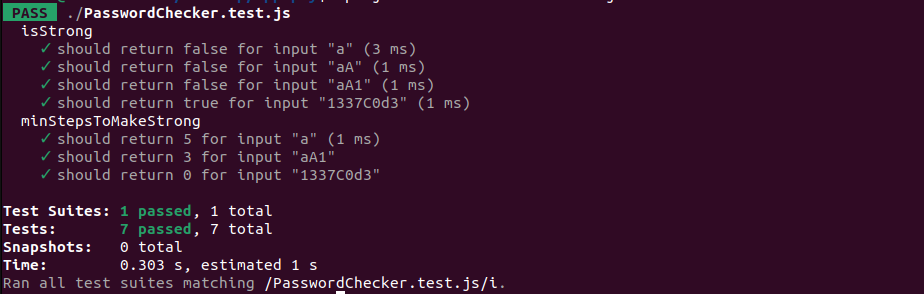 PASS ./PasswordChecker.test.js
isStrong
✓ should return false for input "a" (3 ms)
✓ should return false for input "aA" (1 ms)
✓ should return false for input "aA1" (1 ms)
✓ should return true for input "1337C0d3" (1 ms)
minStepsToMakeStrong
✓ should return 5 for input "a" (1 ms)
✓ should return 3 for input "aA1"
✓ should return 0 for input "1337C0d3"
Test Suites: 1 passed, 1 total
Tests: 7 passed, 7 total
Snapshots: 0 total
Time: 0.303 s, estimated 1 s
Ran all test suites matching /PasswordChecker.test.js/i.